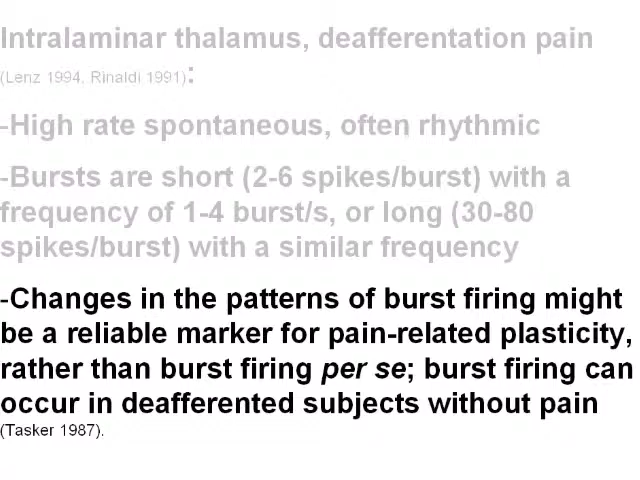 Intralaminar thalamus, deafferentation pain
(Lenz 1994, Rinaldi 1991):
-High rate spontaneous, often rhythmic
-Bursts are short (2-6 spikes/burst) with a
frequency of 1-4 burst/s, or long (30-80
spikes/burst) with a similar frequency
-Changes in the patterns of burst firing might
be a reliable marker for pain-related plasticity,
rather than burst firing per se; burst firing can
occur in deafferented subjects without pain
(Tasker 1987).